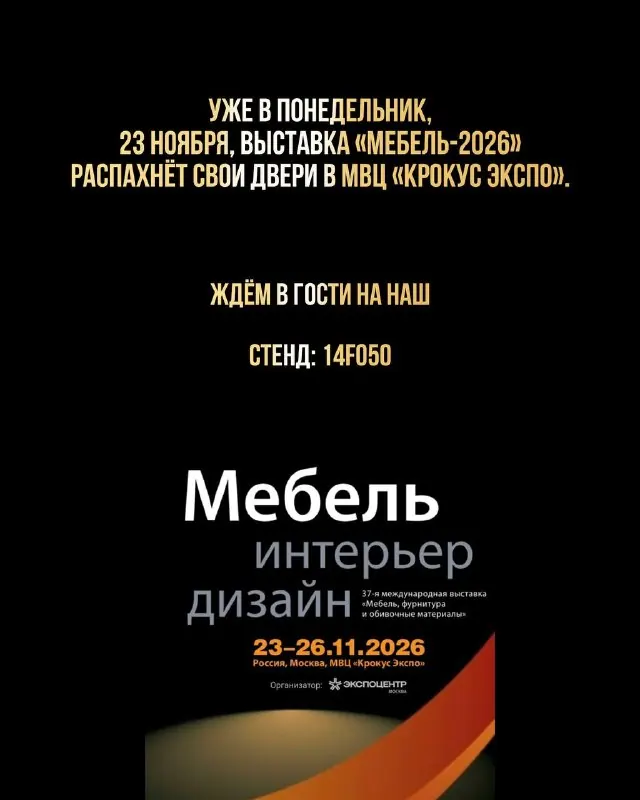 УЖЕ В ПОНЕДЕЛЬНИК,
23 НОЯБРЯ, ВЫСТАВКА «МЕБЕЛЬ-2026»
РАСПАХНЁТ СВОИ ДВЕРИ В МВЦ «КРОКУС ЭКСПО».
ЖДЁМ В ГОСТИ НА НАШ
СТЕНД: 14F050
Мебель
интерьер
дизайн
37-я международная выставка
«Мебель, фурнитура
и обивочные материалы»
23–26.11.2026
Россия, Москва, МВЦ «Крокус Экспо»
Организатор: ЭКСПОЦЕНТР
МОСКВА